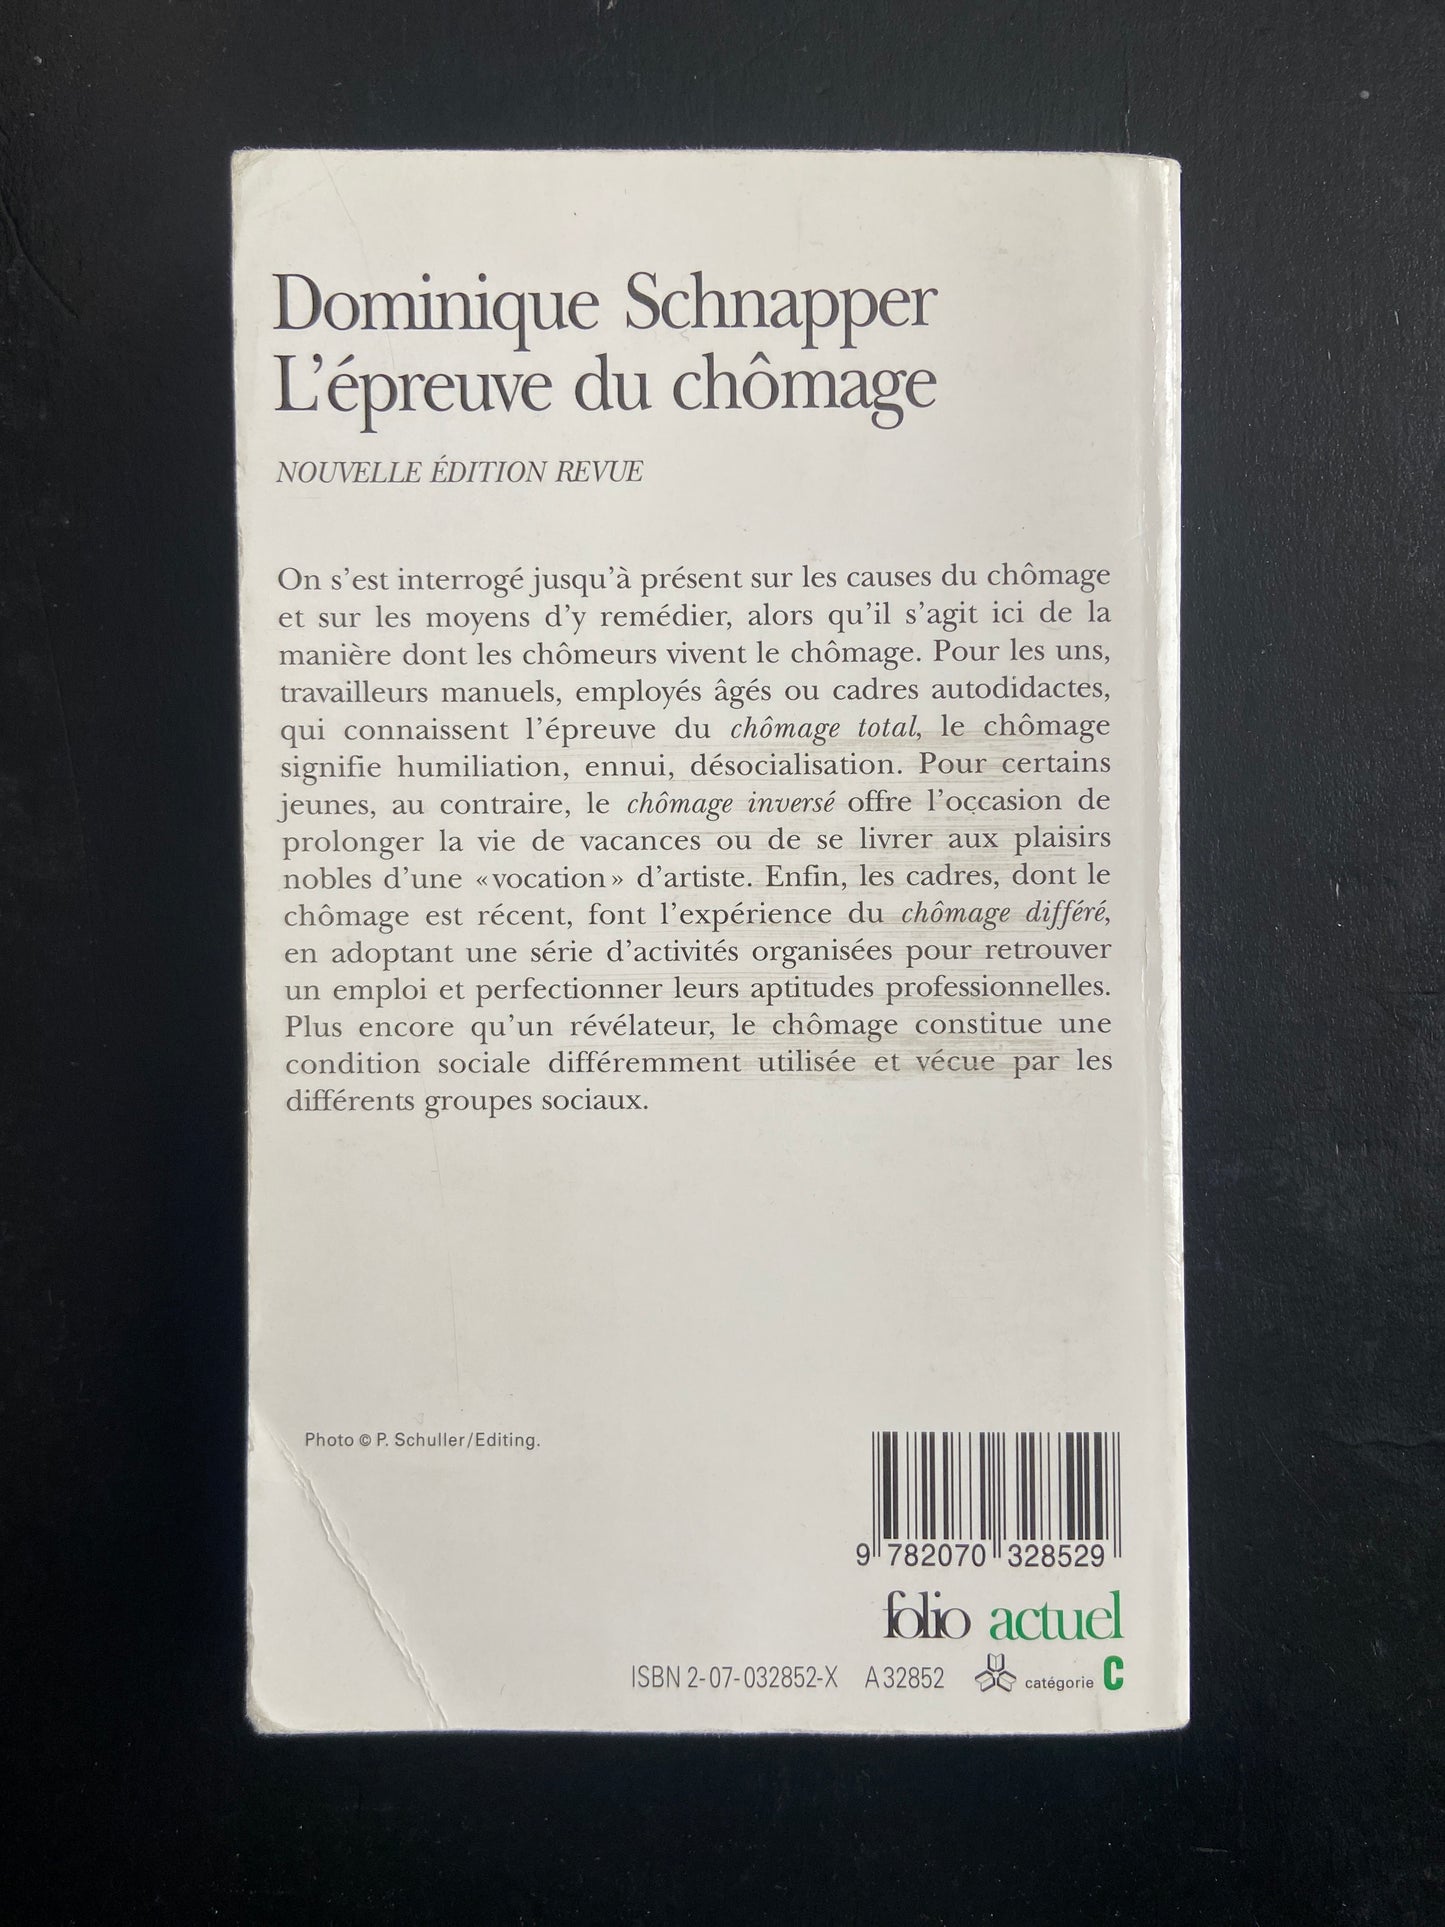 Dominique Schnapper
L'épreuve du chômage
NOUVELLE ÉDITION REVUE
On s'est interrogé jusqu'à présent sur les causes du chômage
et sur les moyens d'y remédier, alors qu'il s'agit ici de la
manière dont les chômeurs vivent le chômage. Pour les uns,
travailleurs manuels, employés âgés ou cadres autodidactes,
qui connaissent l'épreuve du chômage total, le chômage
signifie humiliation, ennui, désocialisation. Pour certains
jeunes, au contraire, le chômage inversé offre l'occasion de
prolonger la vie de vacances ou de se livrer aux plaisirs
nobles d'une «vocation» d'artiste. Enfin, les cadres, dont le
chômage est récent, font l'expérience du chômage différé,
en adoptant une série d'activités organisées pour retrouver
un emploi et perfectionner leurs aptitudes professionnelles.
Plus encore qu'un révélateur, le chômage constitue une
condition sociale différemment utilisée et vécue par les
différents groupes sociaux.
Photo © P. Schuller/Editing.
9 782070 328529
folio actuel
ISBN 2-07-032852-X A 32852 catégorie C